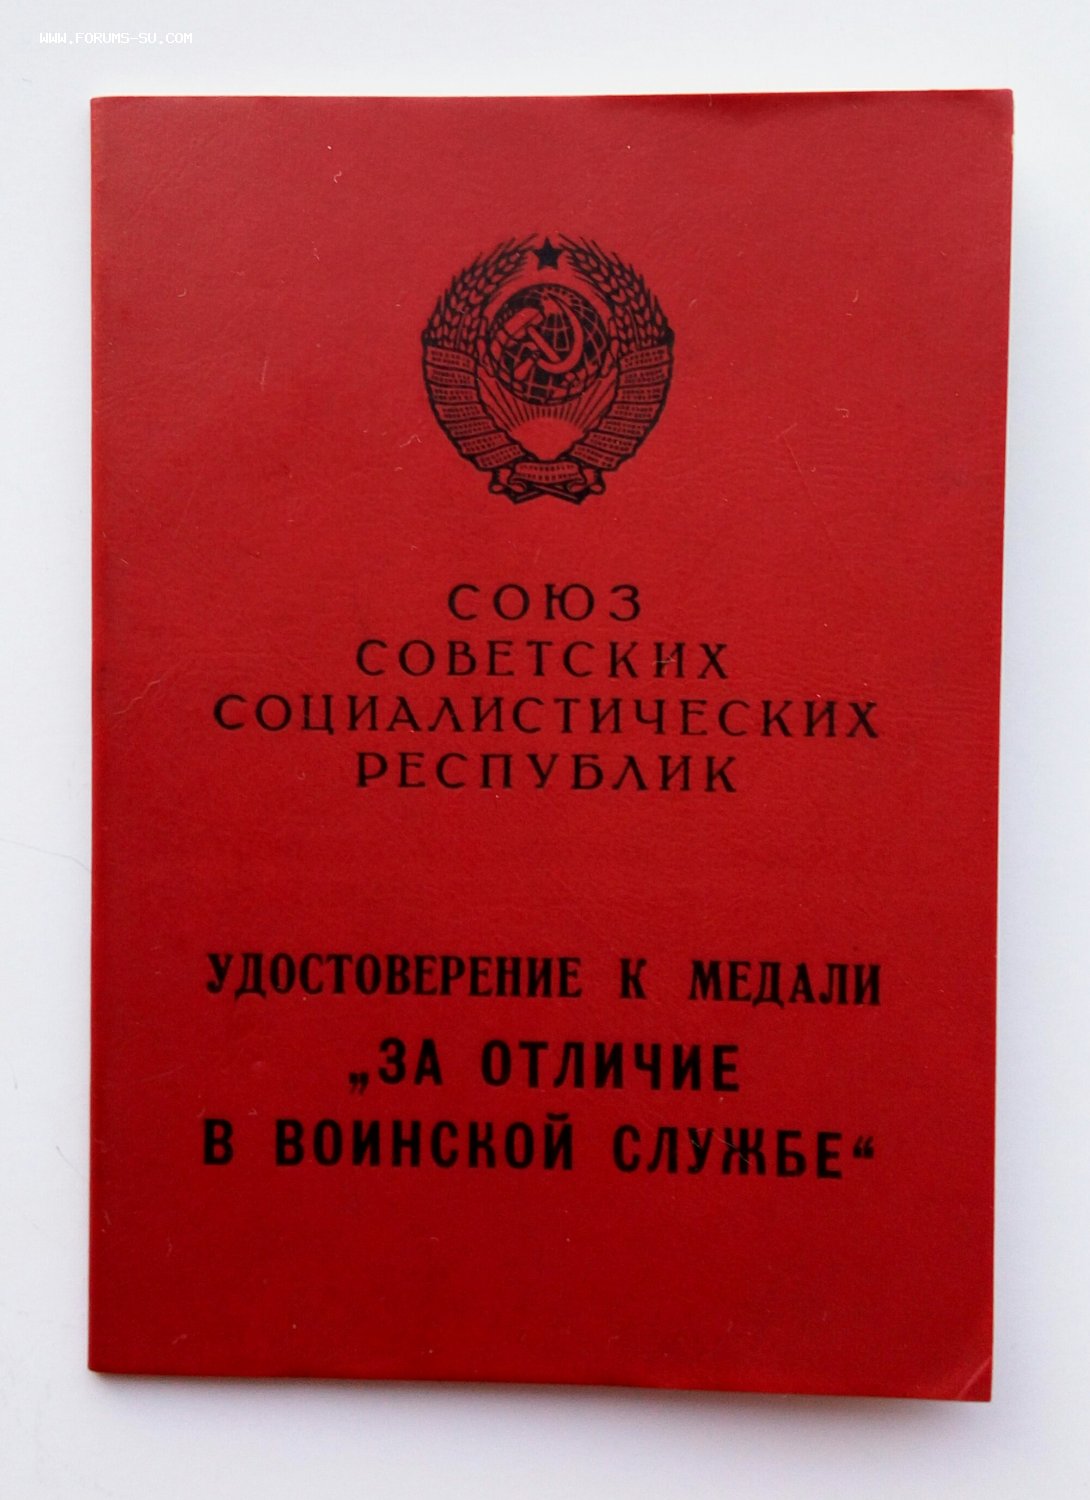 WWW.FORUMS-SU.COM
СОЮЗ
СОВЕТСКИХ
СОЦИАЛИСТИЧЕСКИХ
РЕСПУБЛИК
УДОСТОВЕРЕНИЕ К МЕДАЛИ
„ЗА ОТЛИЧИЕ
В ВОИНСКОЙ СЛУЖБЕ“